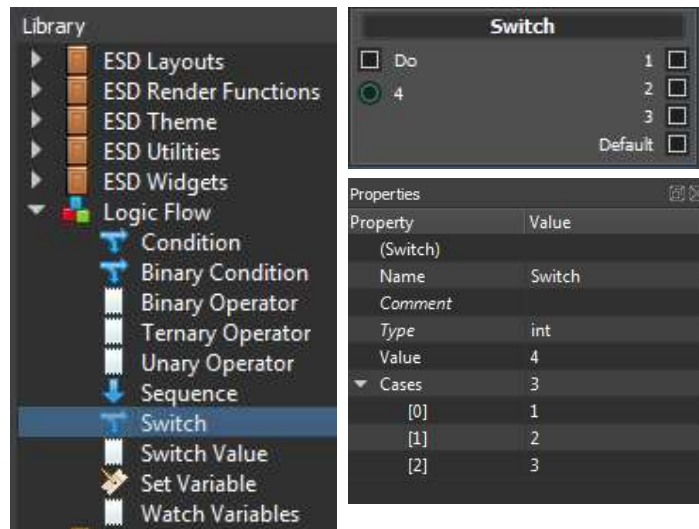 Library
ESD Layouts
ESD Render Functions
ESD Theme
ESD Utilities
ESD Widgets
Logic Flow
Condition
Binary Condition
Binary Operator
Ternary Operator
Unary Operator
Sequence
Switch
Switch Value
Set Variable
Watch Variables
Switch
Do 1
4 2
3
Default
Properties
Property Value
(Switch)
Name Switch
Comment
Type int
Value 4
Cases 3
[0] 1
[1] 2
[2] 3